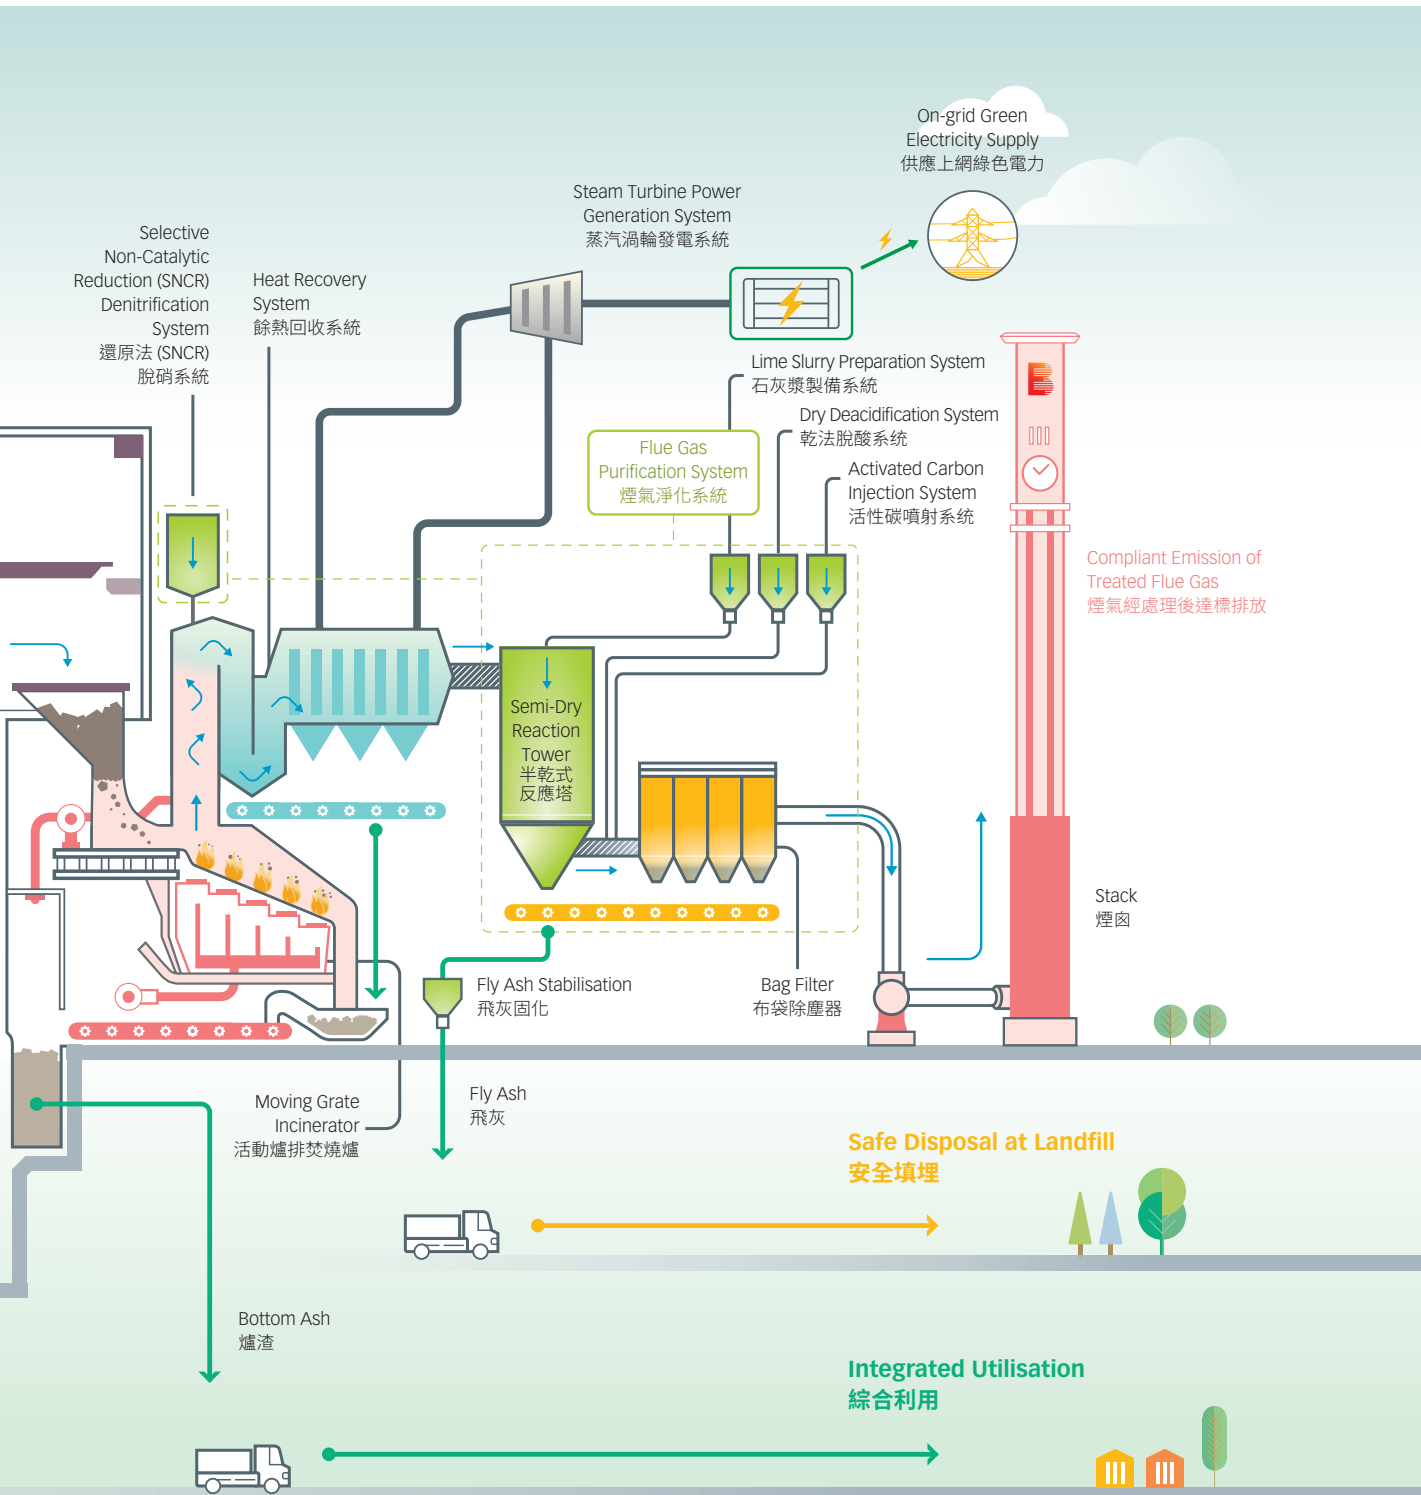 On-grid Green
Electricity Supply
供應上網綠色電力
Steam Turbine Power
Generation System
蒸汽渦輪發電系統
Selective
Non-Catalytic
Reduction (SNCR)
Denitrification
System
還原法 (SNCR)
脫硝系統
Heat Recovery
System
餘熱回收系統
Lime Slurry Preparation System
石灰漿製備系統
Dry Deacidification System
乾法脫酸系統
Flue Gas
Purification System
煙氣淨化系統
Activated Carbon
Injection System
活性碳噴射系統
Compliant Emission of
Treated Flue Gas
煙氣經處理後達標排放
Semi-Dry
Reaction
Tower
半乾式
反應塔
Stack
煙囪
Fly Ash Stabilisation
飛灰固化
Bag Filter
布袋除塵器
Moving Grate
Incinerator
活動爐排焚燒爐
Fly Ash
飛灰
Safe Disposal at Landfill
安全填埋
Bottom Ash
爐渣
Integrated Utilisation
綜合利用